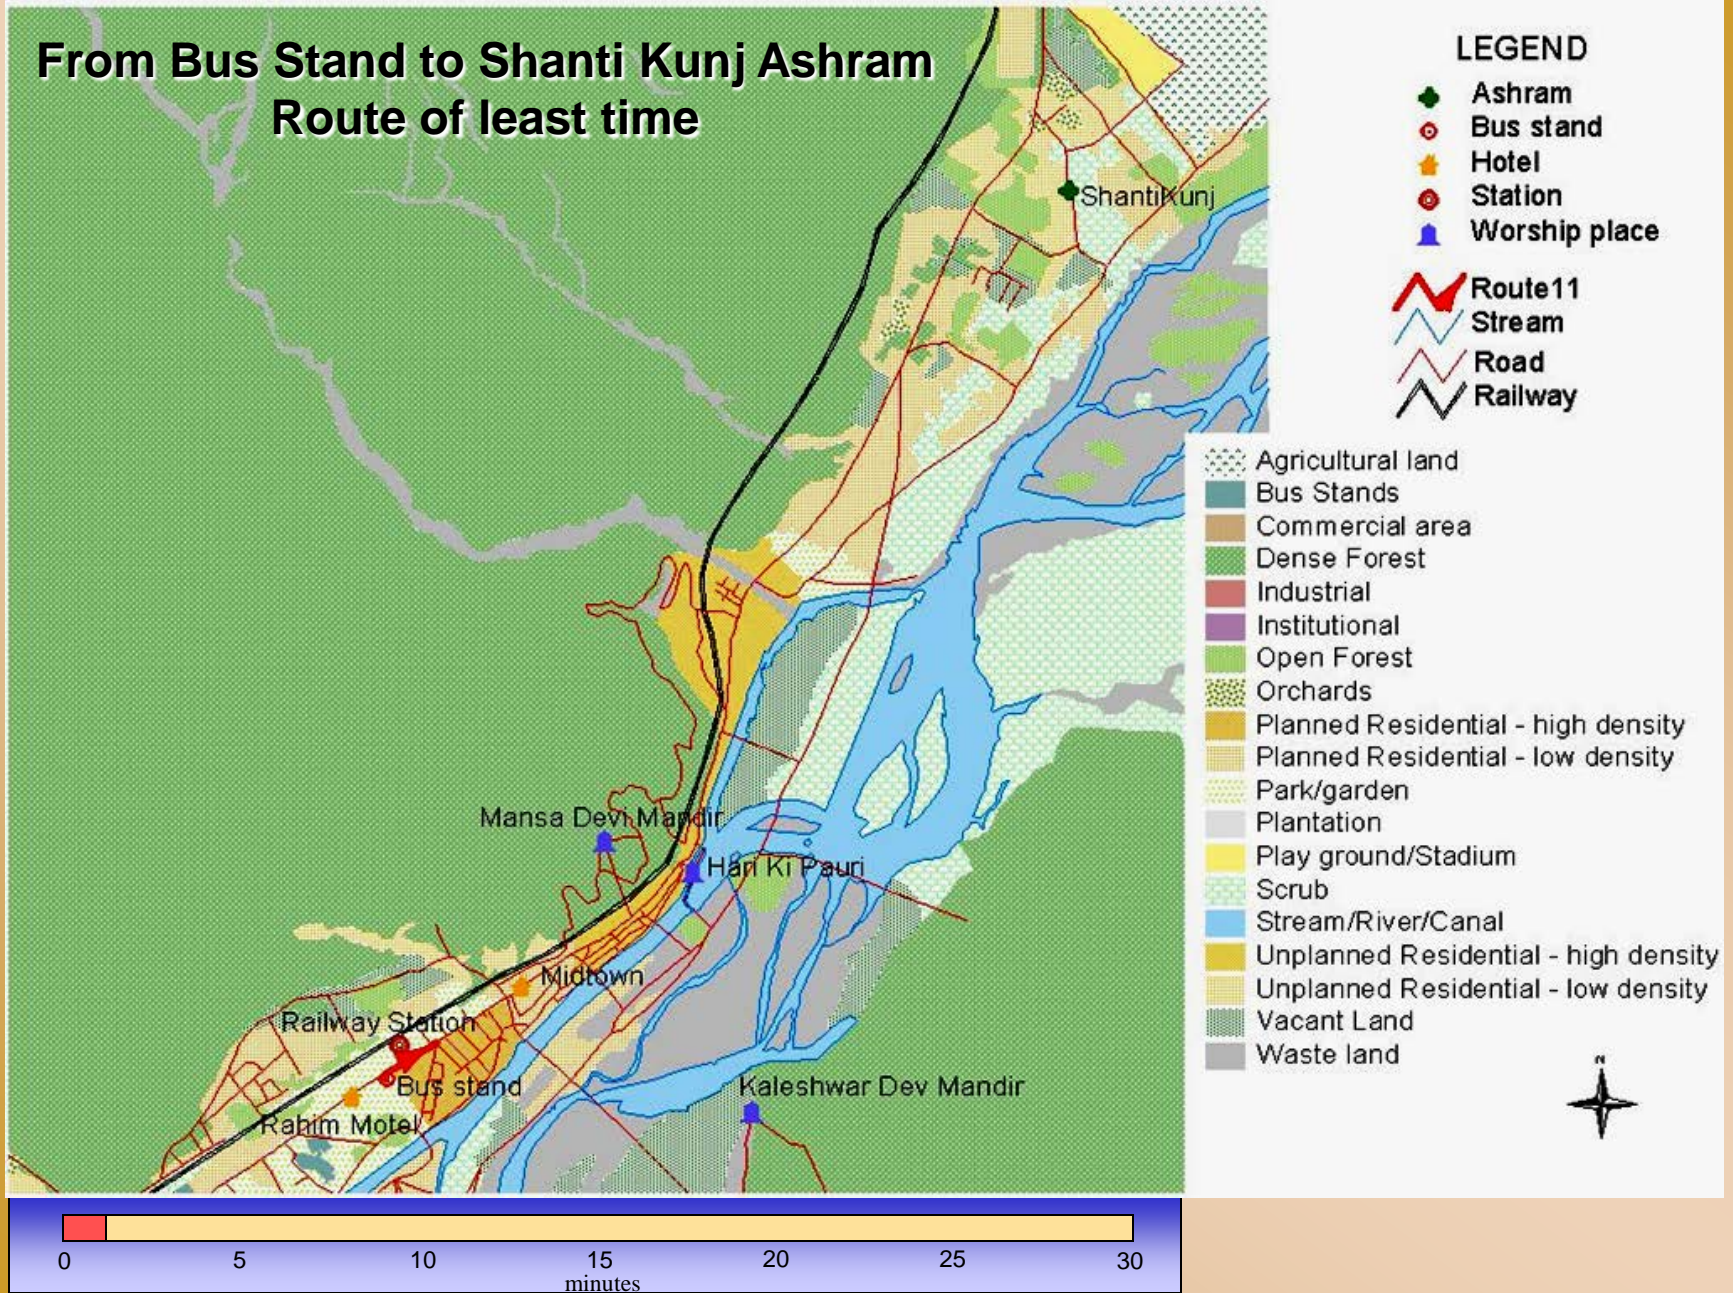 From Bus Stand to Shanti Kunj Ashram
Route of least time
LEGEND
Ashram
Bus stand
Hotel
Station
Worship place
Route11
Stream
Road
Railway
Agricultural land
Bus Stands
Commercial area
Dense Forest
Industrial
Institutional
Open Forest
Orchards
Planned Residential - high density
Planned Residential - low density
Park/garden
Plantation
Play ground/Stadium
Scrub
Stream/River/Canal
Unplanned Residential - high density
Unplanned Residential - low density
Vacant Land
Waste land
N
ShantiKunj
Mansa Devi Mandir
Hari Ki Pauri
Midtown
Railway Station
Bus stand
Rahim Motel
Kaleshwar Dev Mandir
0 5 10 15 20 25 30
minutes